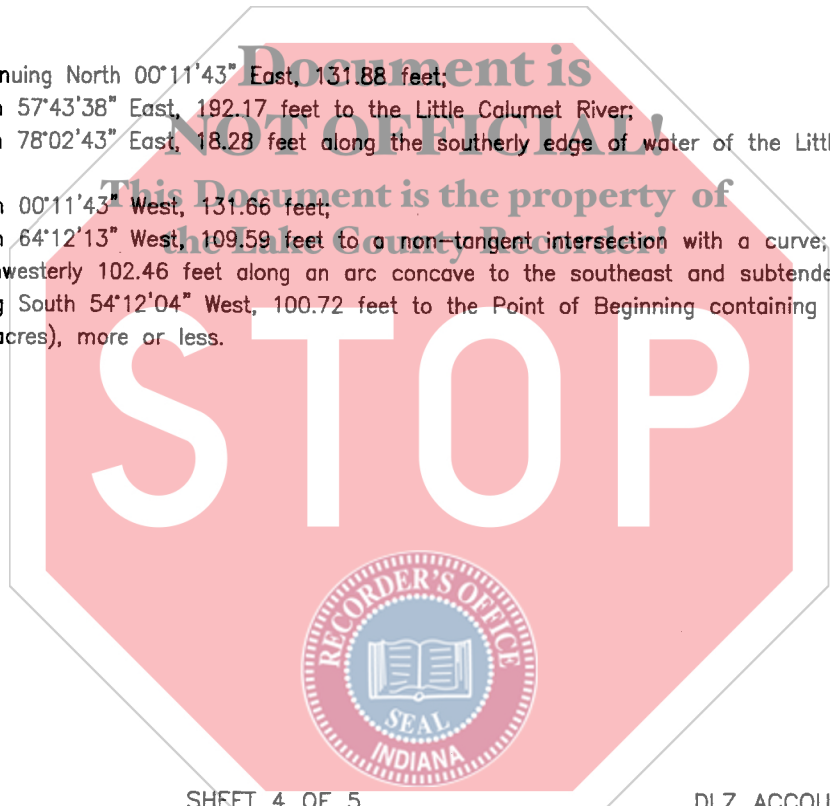 Document is
nuing North 00°11'43" East, 131.88 feet;
57°43'38" East, 192.17 feet to the Little Calumet River;
NOT OFFICIAL!
78°02'43" East, 18.28 feet along the southerly edge of water of the Littl
This Document is the property of
00°11'43" West, 131.66 feet;
the Lake County Recorder!
64°12'13" West, 109.59 feet to a non-tangent intersection with a curve;
westerly 102.46 feet along an arc concave to the southeast and subtende
South 54°12'04" West, 100.72 feet to the Point of Beginning containing
acres), more or less.
STOP
RECORDER'S OFFICE
SEAL
INDIANA
SHEET 4 OF 5
DLZ ACCOU